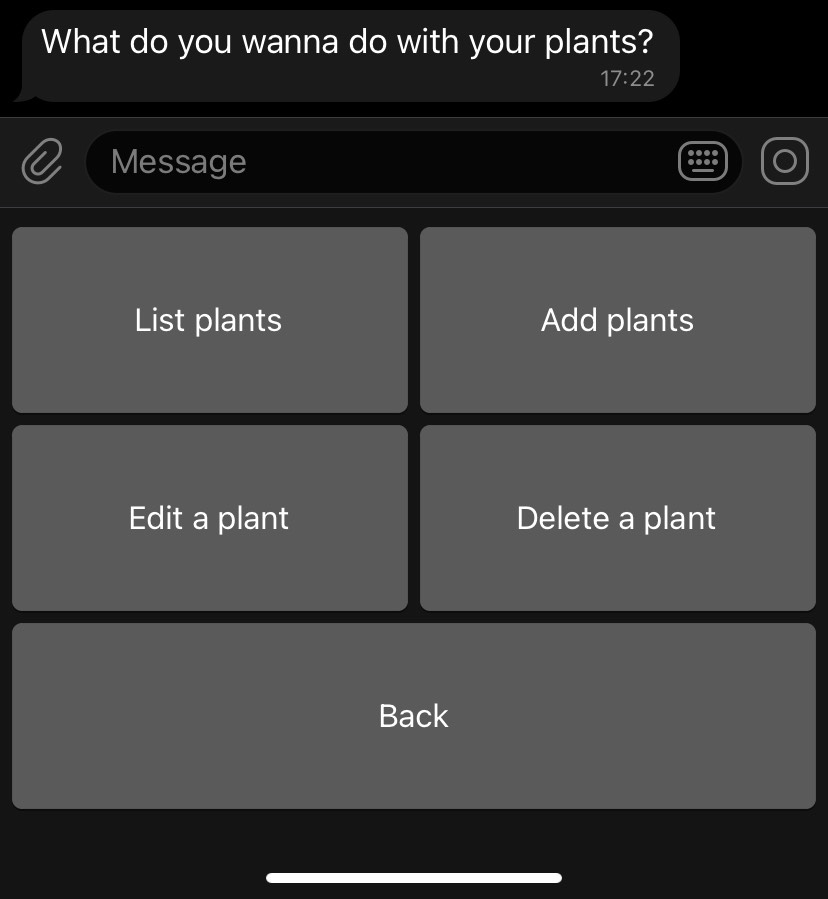 What do you wanna do with your plants?
17:22
Message
List plants
Add plants
Edit a plant
Delete a plant
Back